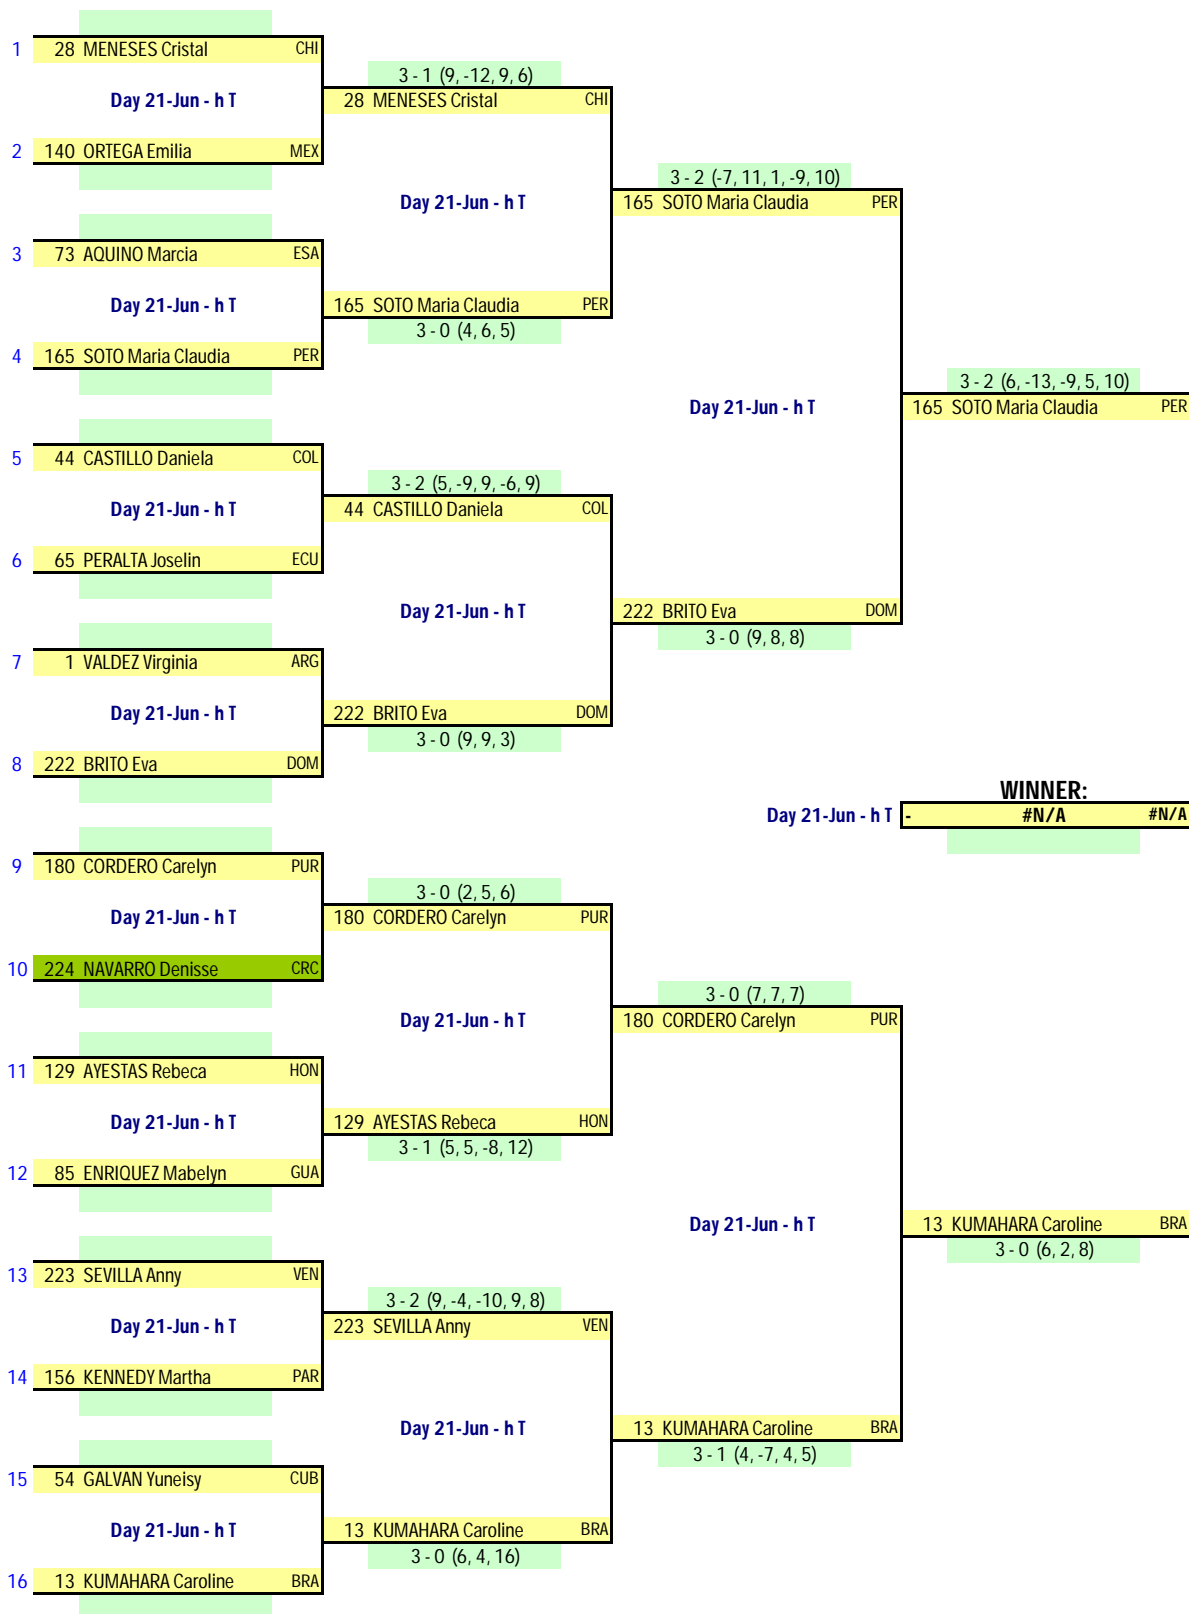 1 28 MENESES Cristal CHI
3 - 1 (9, -12, 9, 6)
Day 21-Jun - h T
28 MENESES Cristal CHI
2 140 ORTEGA Emilia MEX
3 - 2 (-7, 11, 1, -9, 10)
Day 21-Jun - h T
165 SOTO Maria Claudia PER
3 73 AQUINO Marcia ESA
Day 21-Jun - h T
165 SOTO Maria Claudia PER
3 - 0 (4, 6, 5)
4 165 SOTO Maria Claudia PER
3 - 2 (6, -13, -9, 5, 10)
Day 21-Jun - h T
165 SOTO Maria Claudia PER
5 44 CASTILLO Daniela COL
3 - 2 (5, -9, 9, -6, 9)
Day 21-Jun - h T
44 CASTILLO Daniela COL
6 65 PERALTA Joselin ECU
Day 21-Jun - h T
222 BRITO Eva DOM
3 - 0 (9, 8, 8)
7 1 VALDEZ Virginia ARG
Day 21-Jun - h T
222 BRITO Eva DOM
3 - 0 (9, 9, 3)
8 222 BRITO Eva DOM
WINNER:
Day 21-Jun - h T
- #N/A #N/A
9 180 CORDERO Carelyn PUR
3 - 0 (2, 5, 6)
Day 21-Jun - h T
180 CORDERO Carelyn PUR
10 224 NAVARRO Denisse CRC
3 - 0 (7, 7, 7)
Day 21-Jun - h T
180 CORDERO Carelyn PUR
11 129 AYESTAS Rebeca HON
Day 21-Jun - h T
129 AYESTAS Rebeca HON
3 - 1 (5, 5, -8, 12)
12 85 ENRIQUEZ Mabelyn GUA
Day 21-Jun - h T
13 KUMAHARA Caroline BRA
3 - 0 (6, 2, 8)
13 223 SEVILLA Anny VEN
3 - 2 (9, -4, -10, 9, 8)
Day 21-Jun - h T
223 SEVILLA Anny VEN
14 156 KENNEDY Martha PAR
Day 21-Jun - h T
13 KUMAHARA Caroline BRA
3 - 1 (4, -7, 4, 5)
15 54 GALVAN Yuneisy CUB
Day 21-Jun - h T
13 KUMAHARA Caroline BRA
3 - 0 (6, 4, 16)
16 13 KUMAHARA Caroline BRA